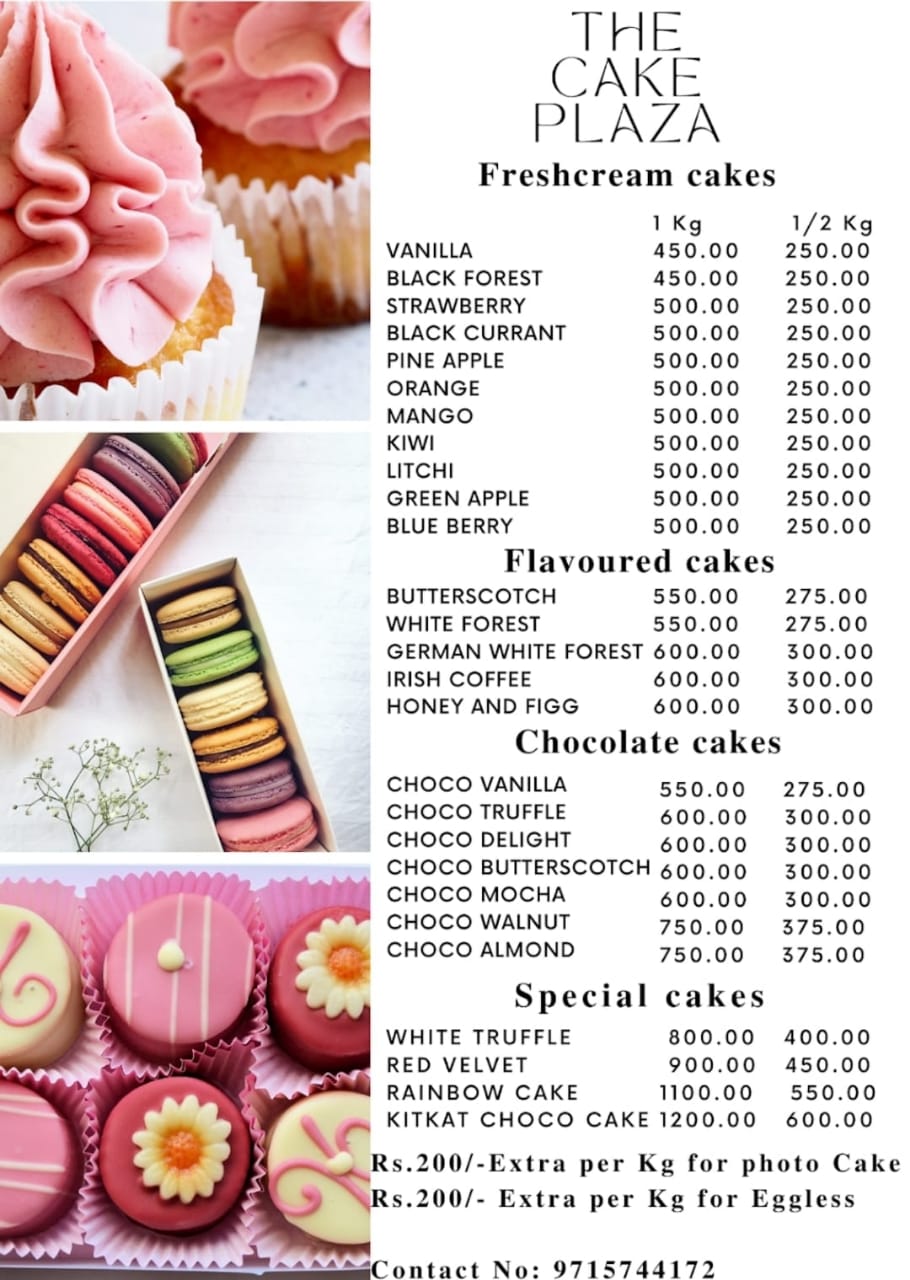 THE
CAKE
PLAZA
Freshcream cakes
1 Kg 1/2 Kg
VANILLA 450.00 250.00
BLACK FOREST 450.00 250.00
STRAWBERRY 500.00 250.00
BLACK CURRANT 500.00 250.00
PINE APPLE 500.00 250.00
ORANGE 500.00 250.00
MANGO 500.00 250.00
KIWI 500.00 250.00
LITCHI 500.00 250.00
GREEN APPLE 500.00 250.00
BLUE BERRY 500.00 250.00
Flavoured cakes
BUTTERSCOTCH 550.00 275.00
WHITE FOREST 550.00 275.00
GERMAN WHITE FOREST 600.00 300.00
IRISH COFFEE 600.00 300.00
HONEY AND FIGG 600.00 300.00
Chocolate cakes
CHOCO VANILLA 550.00 275.00
CHOCO TRUFFLE 600.00 300.00
CHOCO DELIGHT 600.00 300.00
CHOCO BUTTERSCOTCH 600.00 300.00
CHOCO MOCHA 600.00 300.00
CHOCO WALNUT 750.00 375.00
CHOCO ALMOND 750.00 375.00
Special cakes
WHITE TRUFFLE 800.00 400.00
RED VELVET 900.00 450.00
RAINBOW CAKE 1100.00 550.00
KITKAT CHOCO CAKE 1200.00 600.00
Rs.200/-Extra per Kg for photo Cake
Rs.200/- Extra per Kg for Eggless
Contact No: 9715744172